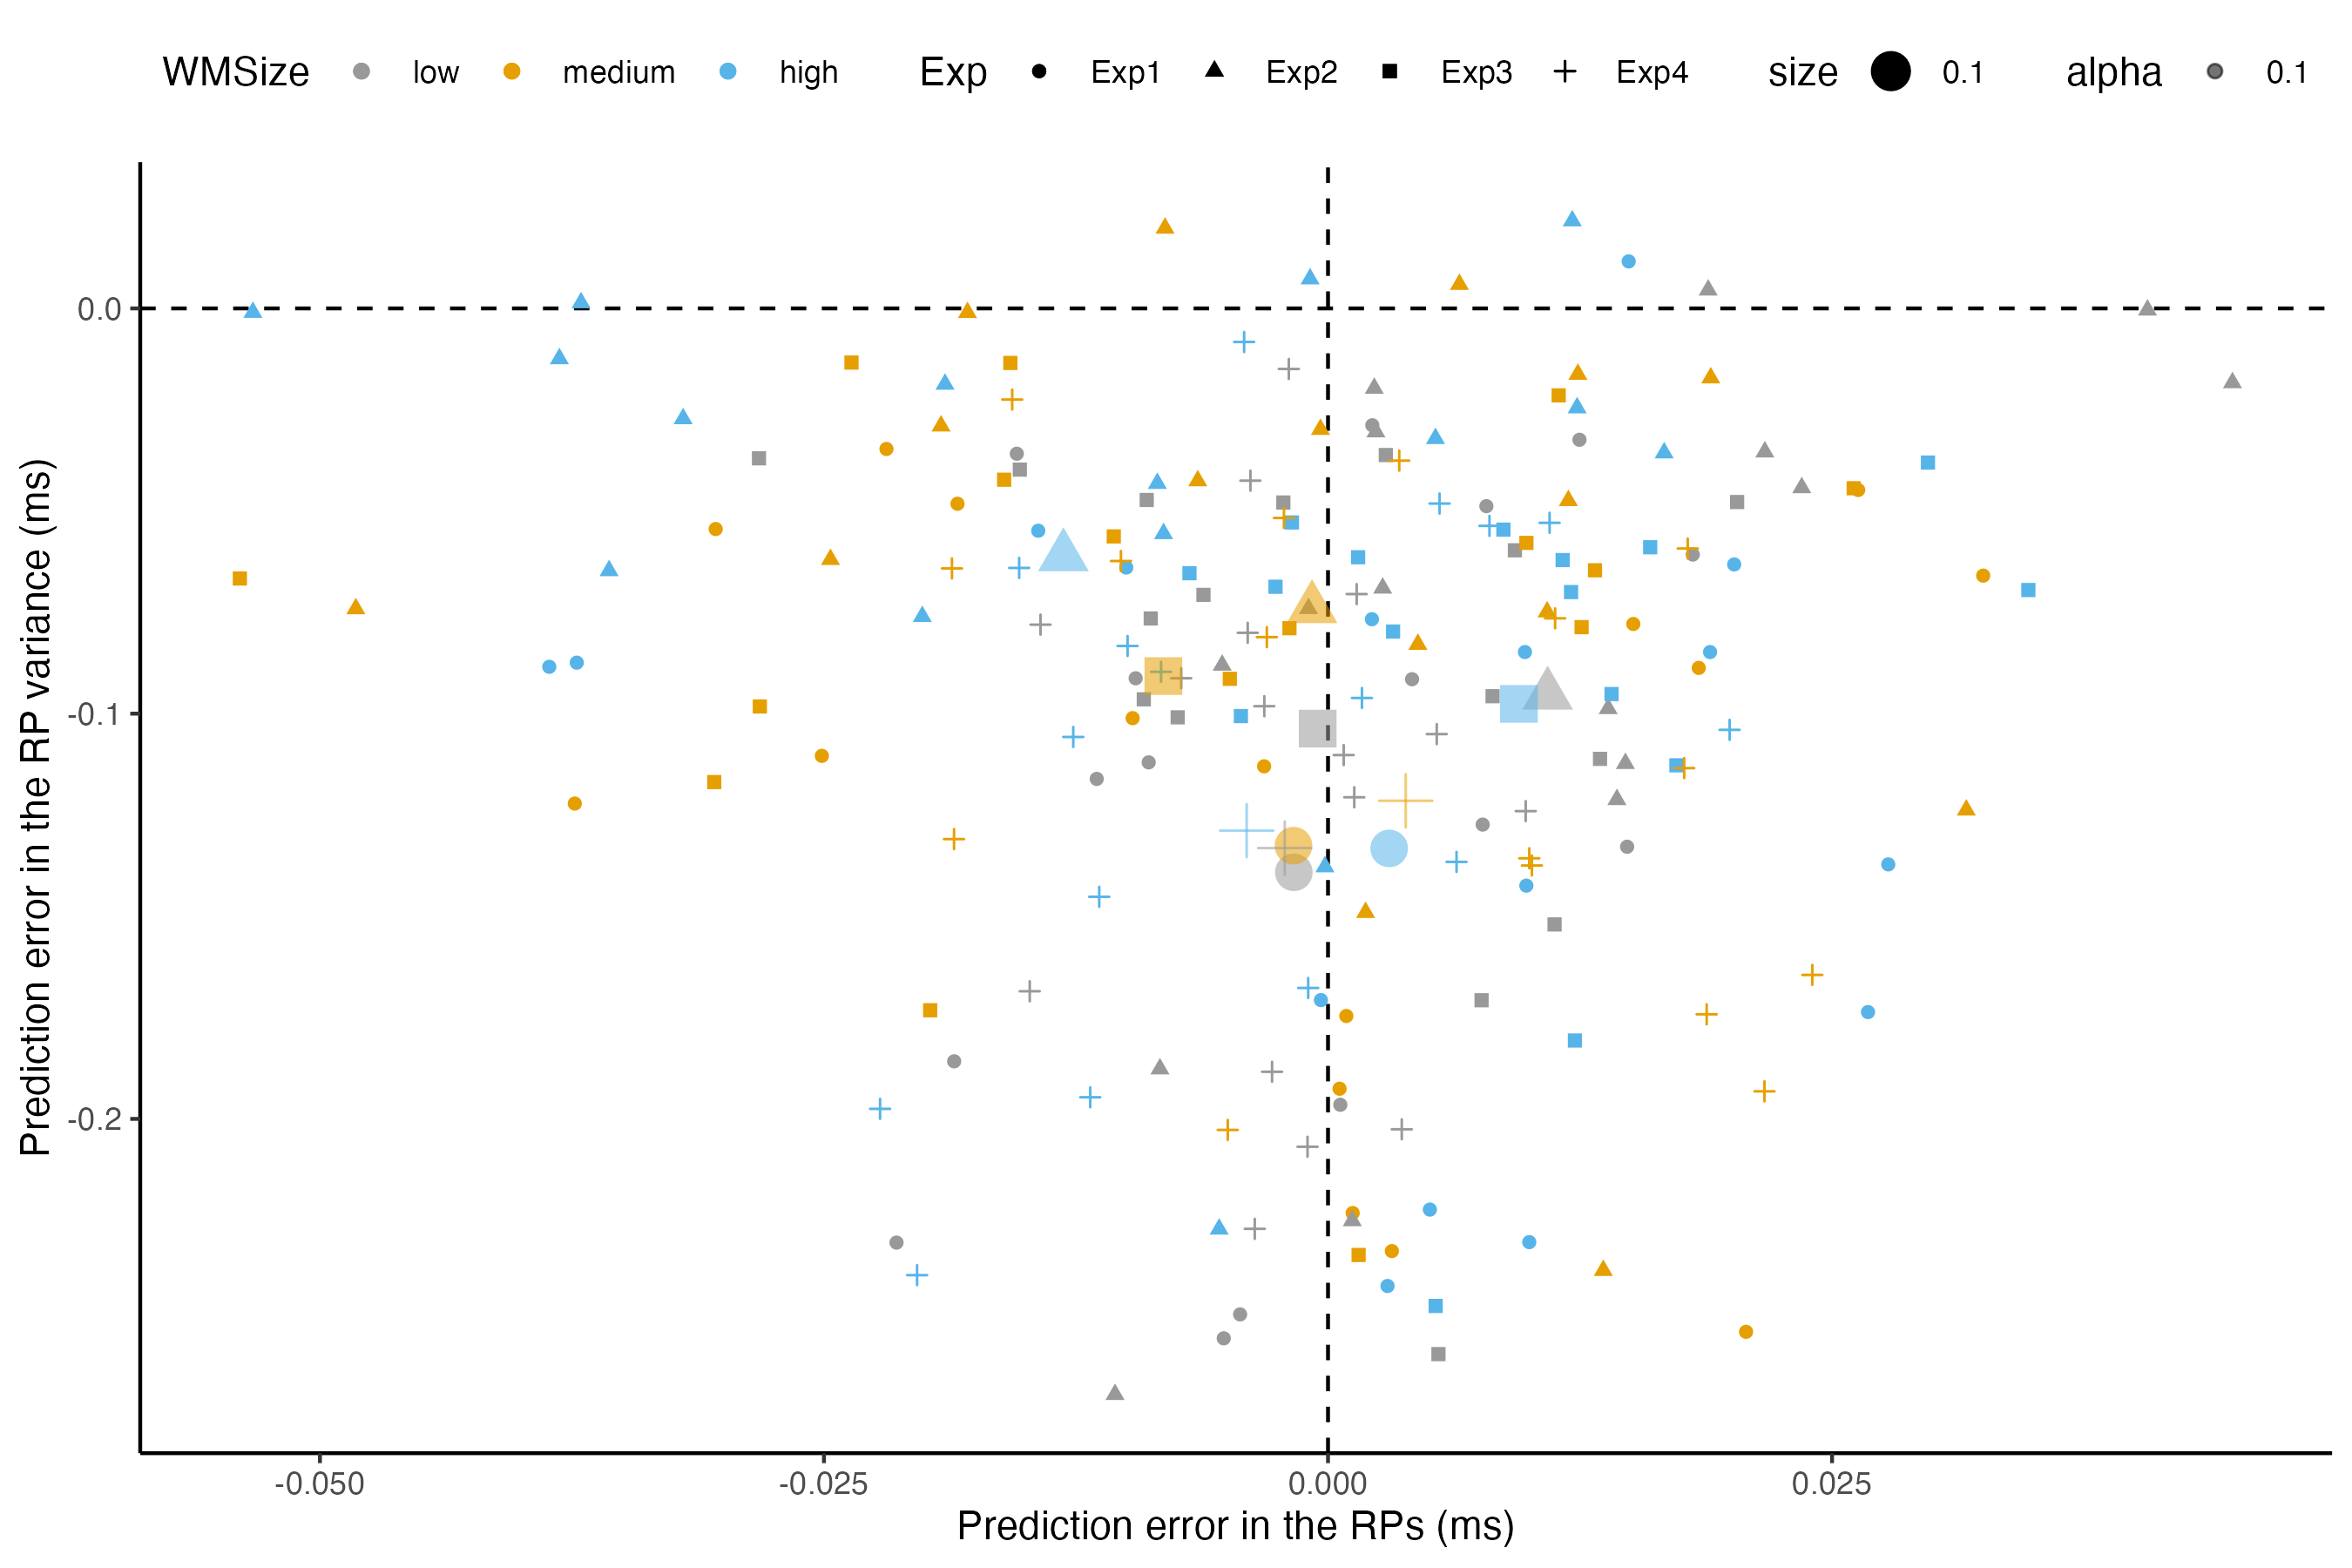 WMSize low medium high Exp Exp1 Exp2 Exp3 Exp4 size 0.1 alpha 0.1
Prediction error in the RP variance (ms)
0.0
-0.1
-0.2
-0.050 -0.025 0.000 0.025
Prediction error in the RPs (ms)